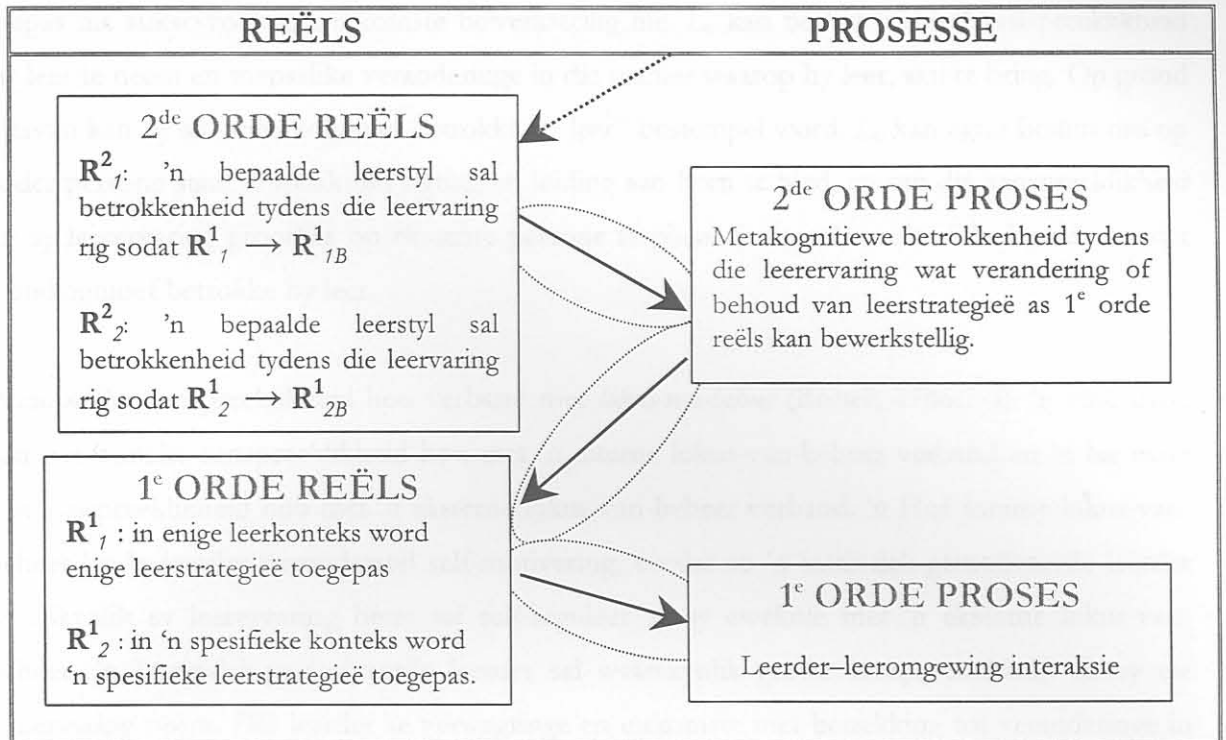 REËLS
PROSESSE
2de ORDE REËLS
R²₁: ’n bepaalde leerstyl sal
betrokkenheid tydens die leervaring
rig sodat R¹₁ → R¹₁B
R²₂: ’n bepaalde leerstyl sal
betrokkenheid tydens die leervaring
rig sodat R¹₂ → R¹₂B
2de ORDE PROSES
Metakognitiewe betrokkenheid tydens
die leerervaring wat verandering of
behoud van leerstrategieë as 1e orde
reëls kan bewerkstellig.
1e ORDE REËLS
R¹₁ : in enige leerkonteks word
enige leerstrategieë toegepas
R¹₂ : in ’n spesifieke konteks word
’n spesifieke leerstrategieë toegepas.
1e ORDE PROSES
Leerder–leeromgewing interaksie